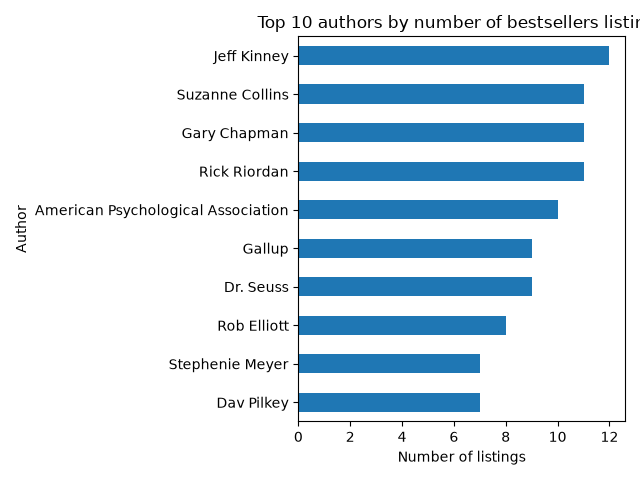 Top 10 authors by number of bestsellers listin
Jeff Kinney
Suzanne Collins
Gary Chapman
Rick Riordan
American Psychological Association
Gallup
Dr. Seuss
Rob Elliott
Stephenie Meyer
Dav Pilkey
Author
0 2 4 6 8 10 12
Number of listings